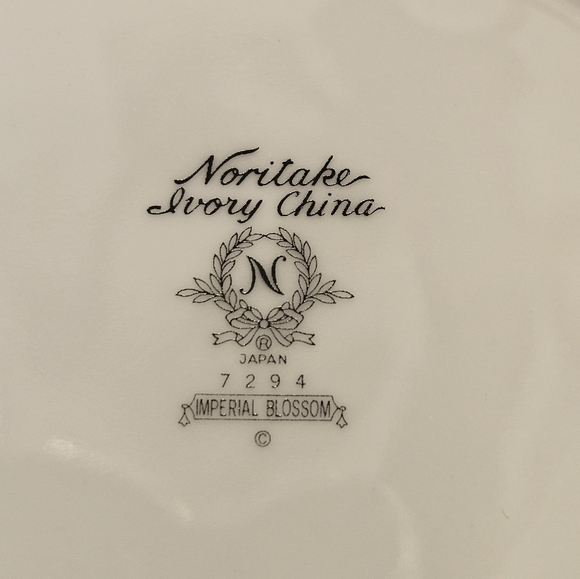 Noritake
Ivory China
N
®
JAPAN
7294
IMPERIAL BLOSSOM
©